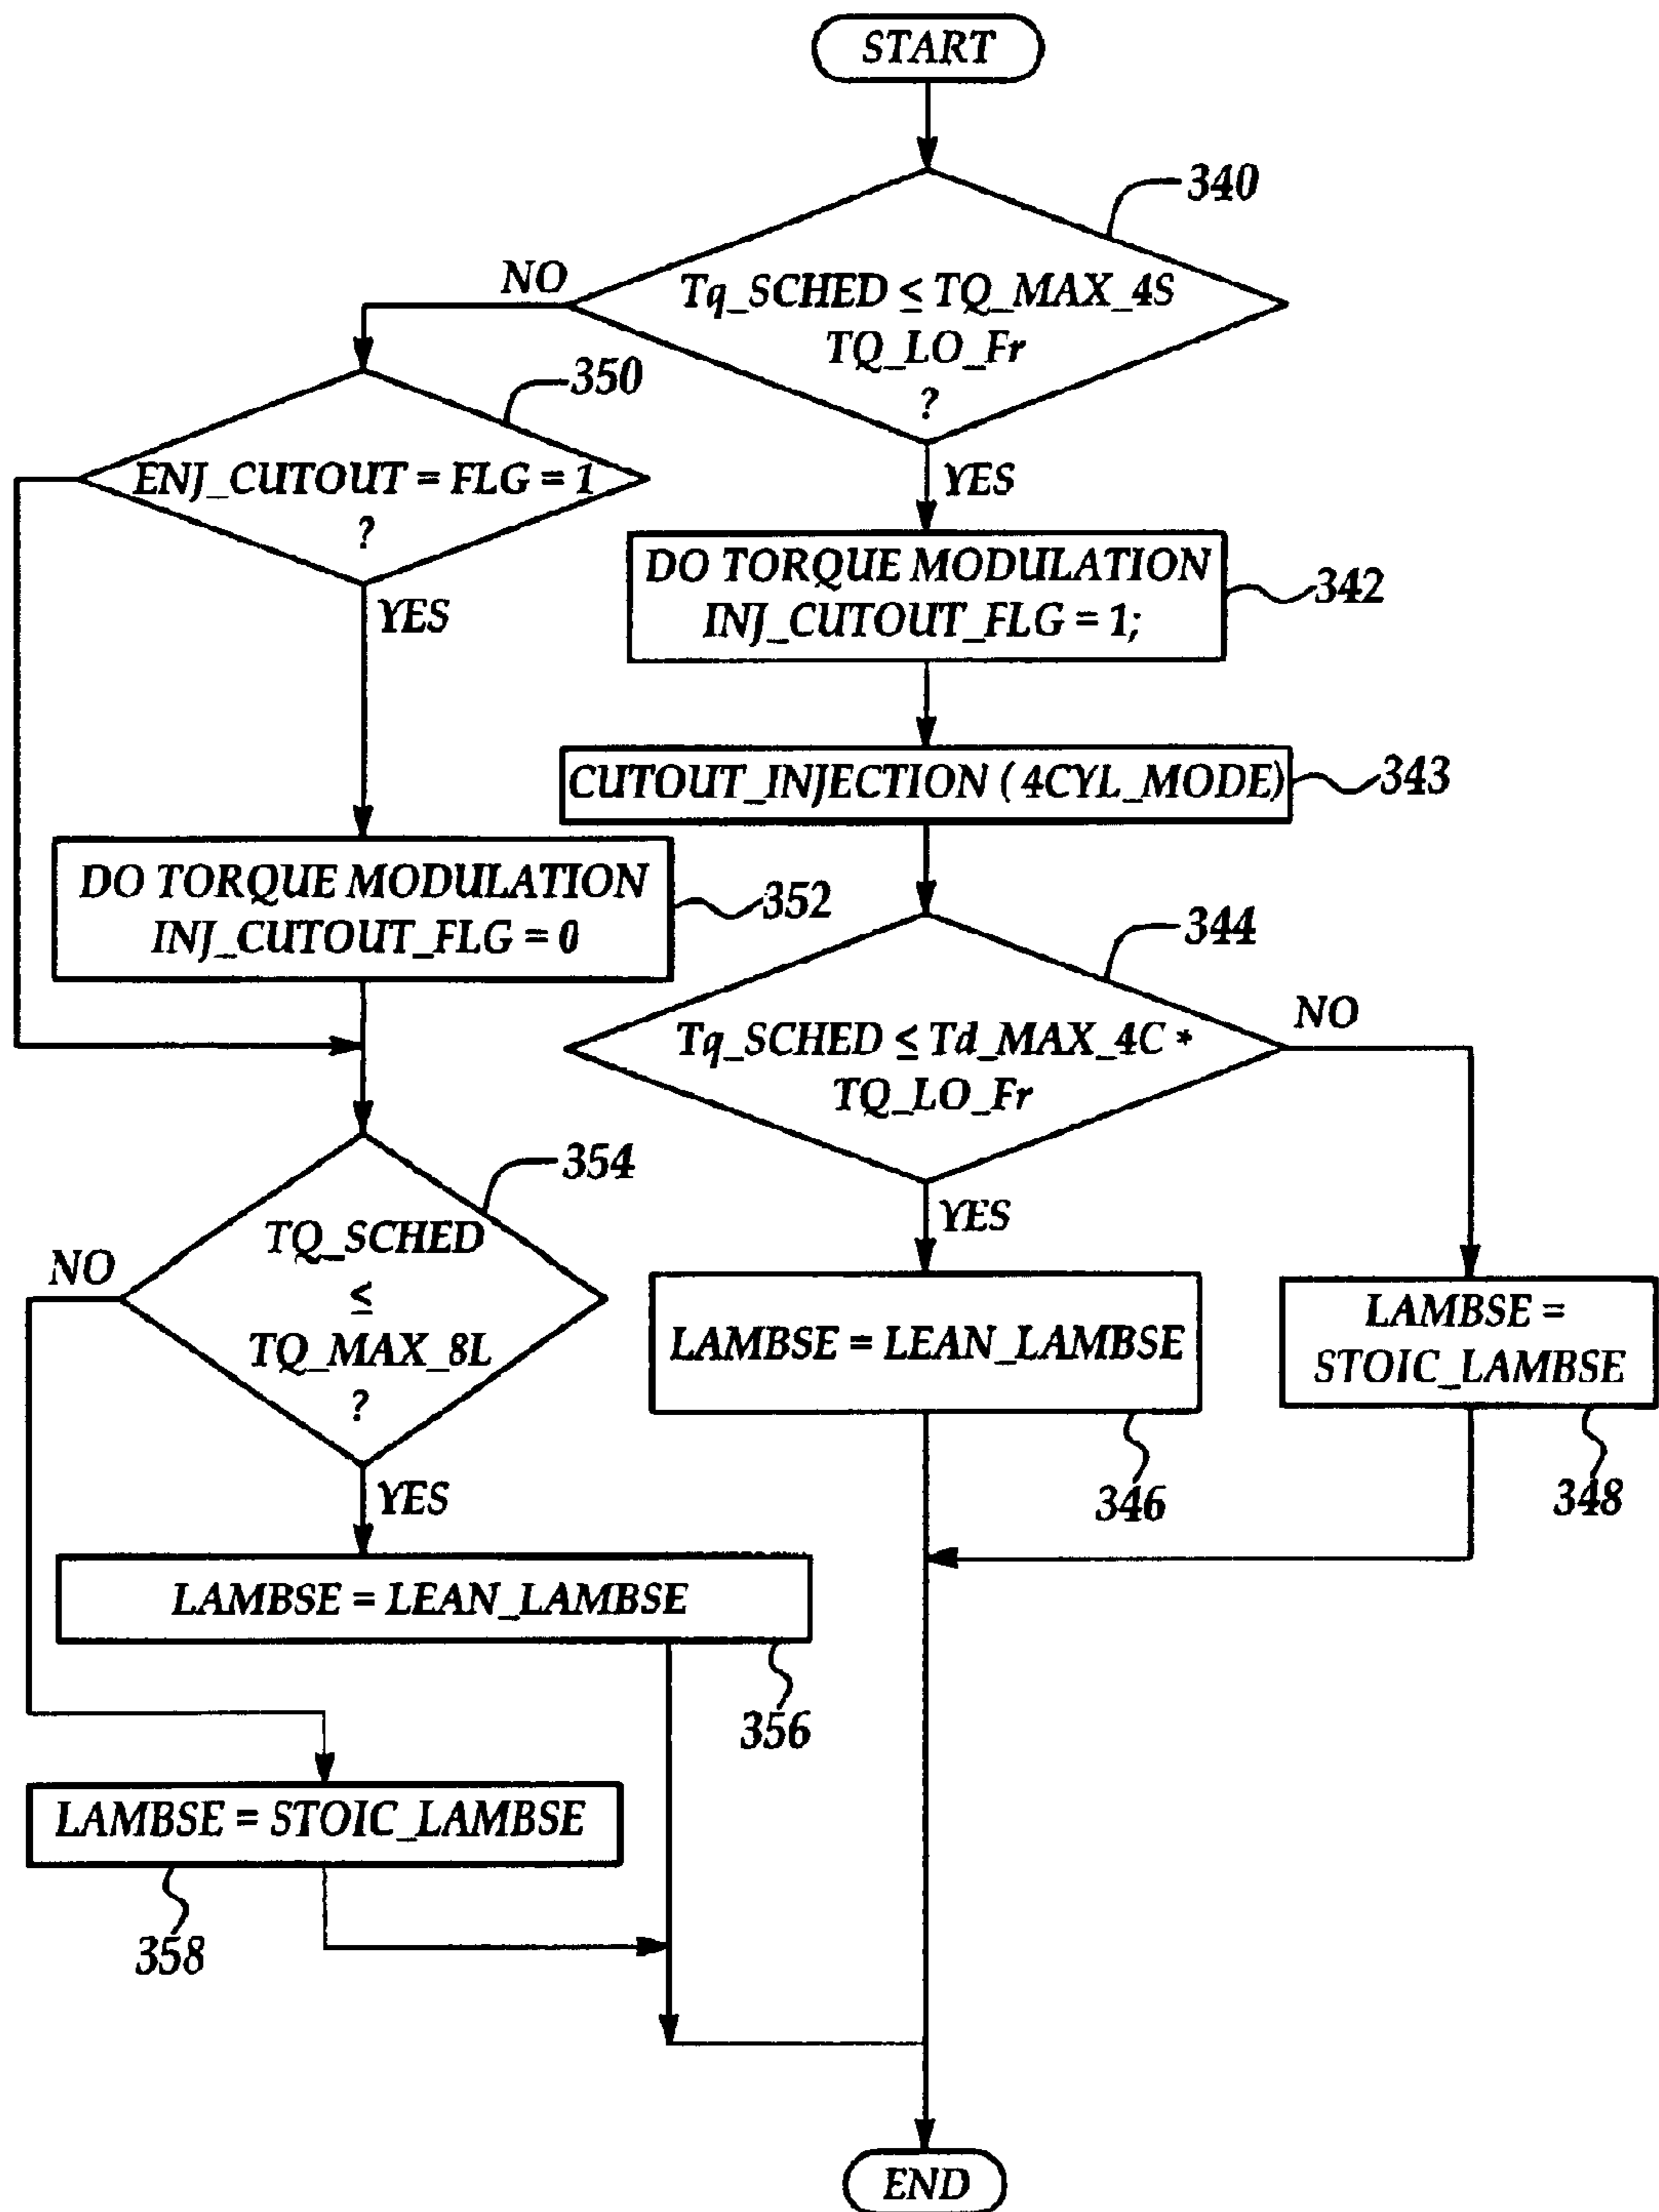 START
340
NO
Tq_SCHED ≤ TQ_MAX_4S
TQ_LO_Fr
?
350
YES
ENJ_CUTOUT = FLG = 1
?
DO TORQUE MODULATION
INJ_CUTOUT_FLG = 1;
342
YES
CUTOUT_INJECTION ( 4CYL_MODE)
343
DO TORQUE MODULATION
INJ_CUTOUT_FLG = 0
352
344
Tq_SCHED ≤ Td_MAX_4C *
TQ_LO_Fr
NO
354
YES
TQ_SCHED
≤
TQ_MAX_8L
?
NO
LAMBSE = LEAN_LAMBSE
346
LAMBSE =
STOIC_LAMBSE
348
YES
LAMBSE = LEAN_LAMBSE
356
LAMBSE = STOIC_LAMBSE
358
END